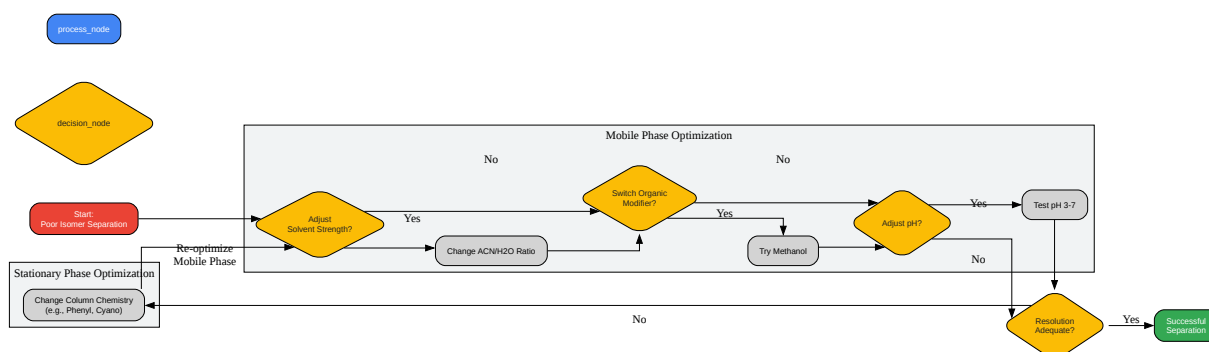 process_node
decision_node
Mobile Phase Optimization
No
No
Switch Organic
Modifier?
Start:
Poor Isomer Separation
Adjust
Solvent Strength?
Yes
Yes
Adjust pH?
Yes
Test pH 3-7
Change ACN/H2O Ratio
Try Methanol
No
Re-optimize
Mobile Phase
Stationary Phase Optimization
Change Column Chemistry
(e.g., Phenyl, Cyano)
No
Resolution
Adequate?
Yes
Successful
Separation